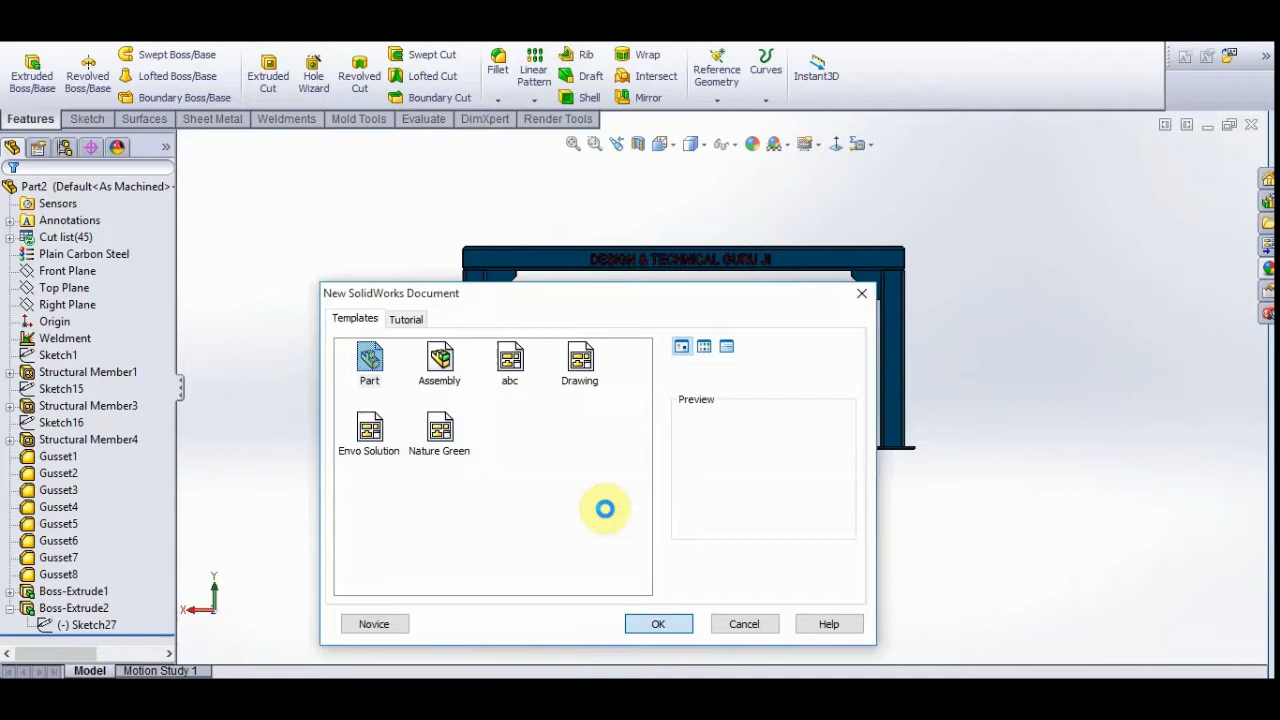 Extruded Boss/Base
Revolved Boss/Base
Swept Boss/Base
Lofted Boss/Base
Boundary Boss/Base
Extruded Cut
Hole Wizard
Revolved Cut
Swept Cut
Lofted Cut
Boundary Cut
Fillet
Linear Pattern
Rib
Draft
Shell
Wrap
Intersect
Mirror
Reference Geometry
Curves
Instant3D
Features
Sketch
Surfaces
Sheet Metal
Weldments
Mold Tools
Evaluate
DimXpert
Render Tools
Part2 (Default<As Machined>
Sensors
Annotations
Cut list(45)
Plain Carbon Steel
Front Plane
Top Plane
Right Plane
Origin
Weldment
Sketch1
Structural Member1
Sketch15
Structural Member3
Sketch16
Structural Member4
Gusset1
Gusset2
Gusset3
Gusset4
Gusset5
Gusset6
Gusset7
Gusset8
Boss-Extrude1
Boss-Extrude2
(-) Sketch27
DESIGN & TECHNICAL GURU JI
New SolidWorks Document
Templates
Tutorial
Part
Assembly
abc
Drawing
Envo Solution
Nature Green
Preview
Novice
OK
Cancel
Help
Y
X
Model
Motion Study 1